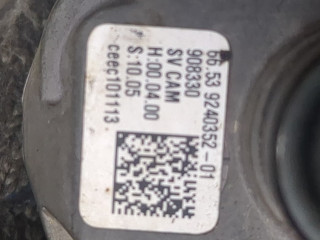 66.53 9240352-01
908330
SV CAM
H:00.04.00
S:10.05
ceec101113